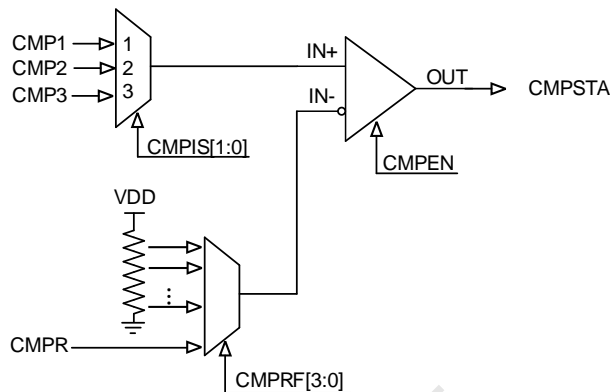 CMP1
CMP2
CMP3
1
2
3
CMPIS[1:0]
IN+
IN-
OUT
CMPSTA
CMPEN
VDD
CMPR
CMPRF[3:0]